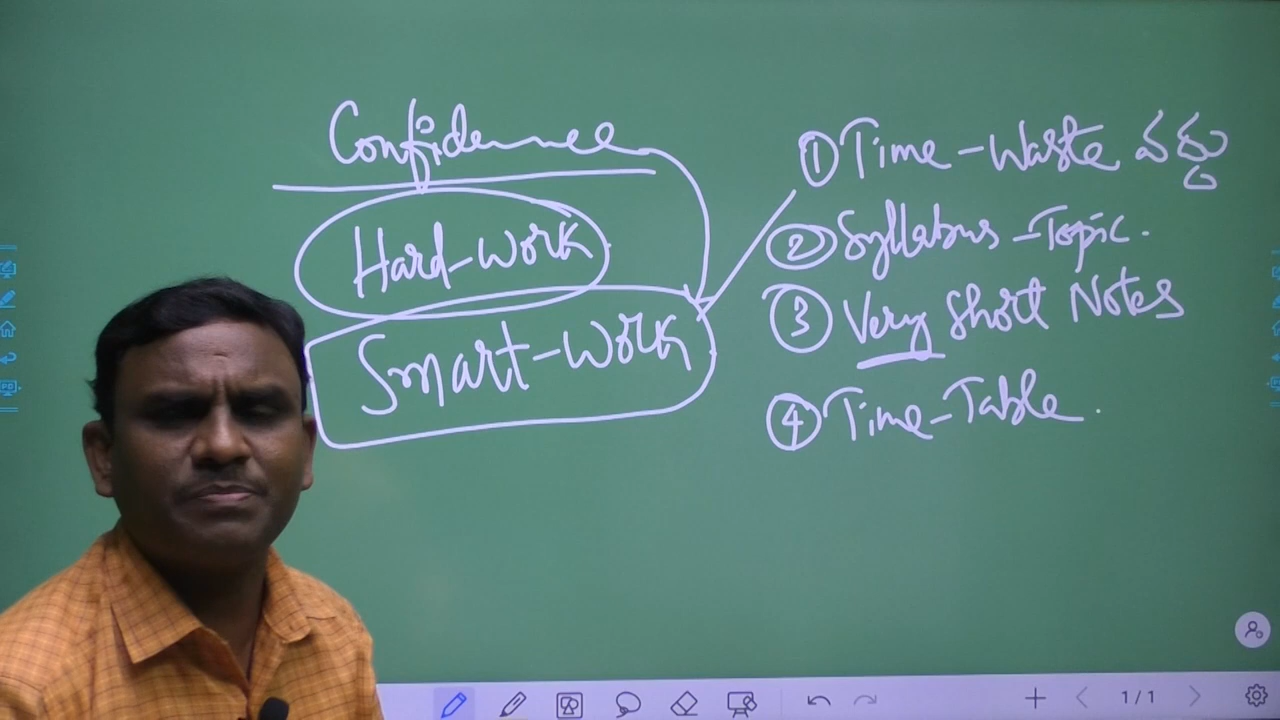 Confidence
Hard-Work
Smart-Work
① Time-Waste వద్దు
② Syllabus-Topic.
③ Very Short Notes
④ Time-Table.
1/1